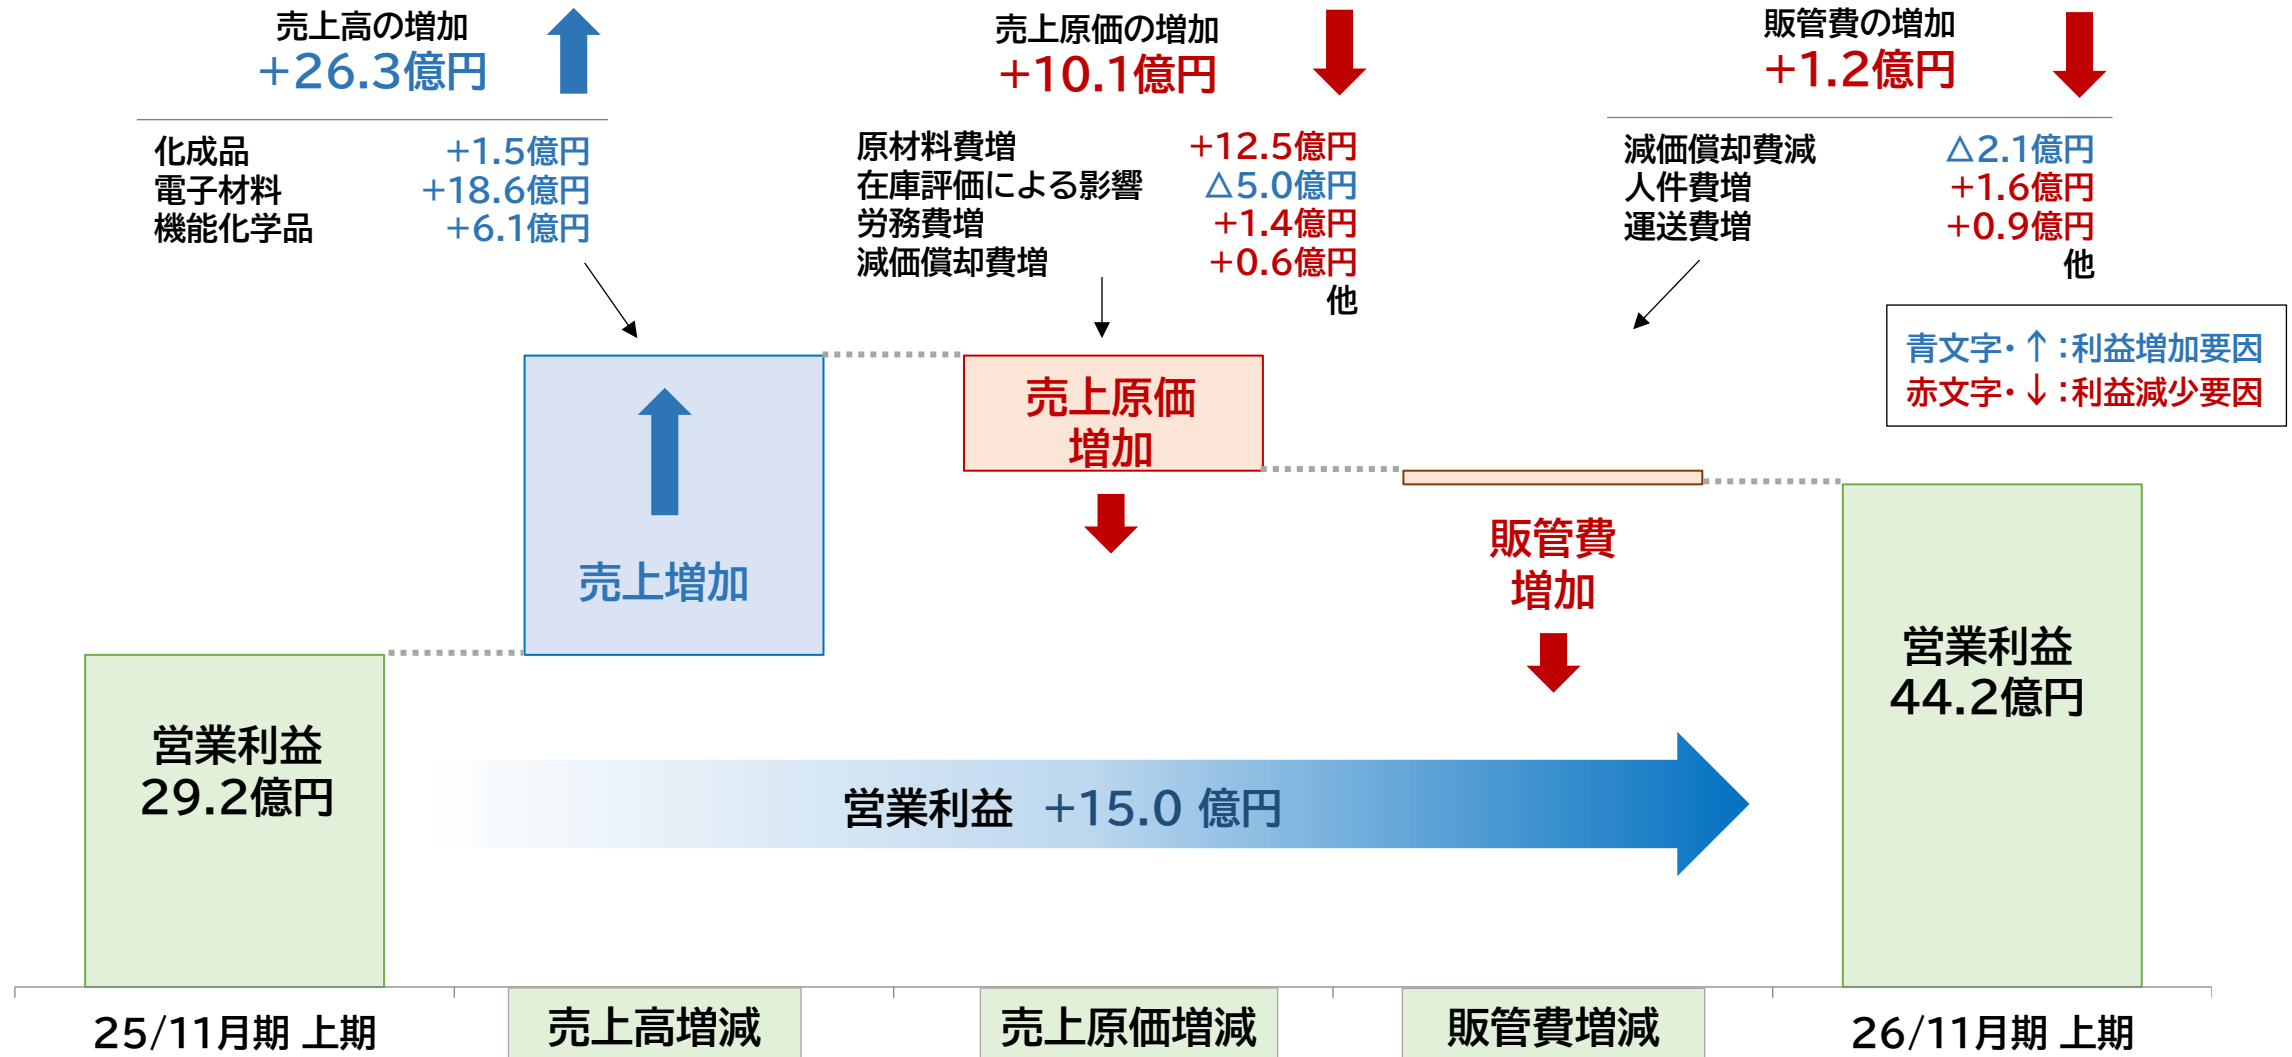 売上高の増加
+26.3億円
化成品 +1.5億円
電子材料 +18.6億円
機能化学品 +6.1億円
売上原価の増加
+10.1億円
原材料費増 +12.5億円
在庫評価による影響 △5.0億円
労務費増 +1.4億円
減価償却費増 +0.6億円
他
販管費の増加
+1.2億円
減価償却費減 △2.1億円
人件費増 +1.6億円
運送費増 +0.9億円
他
青文字・↑:利益増加要因
赤文字・↓:利益減少要因
売上増加
売上原価
増加
販管費
増加
営業利益
29.2億円
営業利益
44.2億円
営業利益 +15.0 億円
25/11月期 上期
売上高増減
売上原価増減
販管費増減
26/11月期 上期